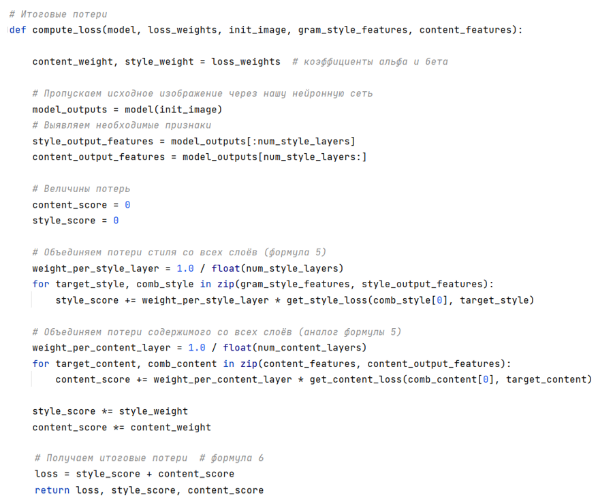 # Итоговые потери
def compute_loss(model, loss_weights, init_image, gram_style_features, content_features):
content_weight, style_weight = loss_weights  # коэффициенты альфа и бета
# Пропускаем исходное изображение через нашу нейронную сеть
model_outputs = model(init_image)
# Выявляем необходимые признаки
style_output_features = model_outputs[:num_style_layers]
content_output_features = model_outputs[num_style_layers:]
# Величины потерь
content_score = 0
style_score = 0
# Объединяем потери стиля со всех слоёв (формула 5)
weight_per_style_layer = 1.0 / float(num_style_layers)
for target_style, comb_style in zip(gram_style_features, style_output_features):
style_score += weight_per_style_layer * get_style_loss(comb_style[0], target_style)
# Объединяем потери содержимого со всех слоёв (аналог формулы 5)
weight_per_content_layer = 1.0 / float(num_content_layers)
for target_content, comb_content in zip(content_features, content_output_features):
content_score += weight_per_content_layer * get_content_loss(comb_content[0], target_content)
style_score *= style_weight
content_score *= content_weight
# Получаем итоговые потери  # формула 6
loss = style_score + content_score
return loss, style_score, content_score